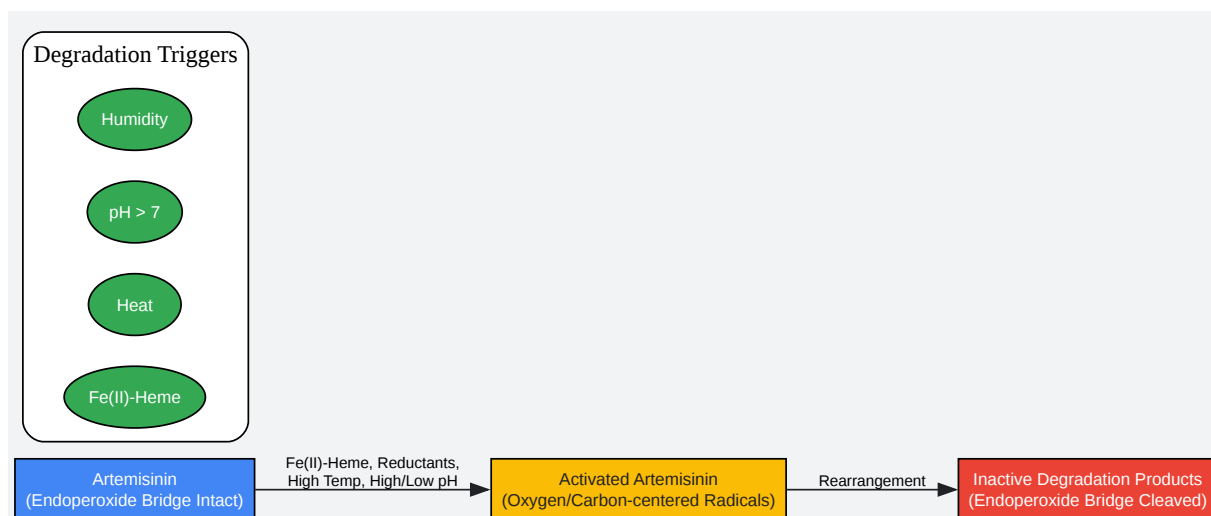 Degradation Triggers
Humidity
pH > 7
Heat
Fe(II)-Heme
Artemisinin
(Endoperoxide Bridge Intact)
Fe(II)-Heme, Reductants,
High Temp, High/Low pH
Activated Artemisinin
(Oxygen/Carbon-centered Radicals)
Rearrangement
Inactive Degradation Products
(Endoperoxide Bridge Cleaved)